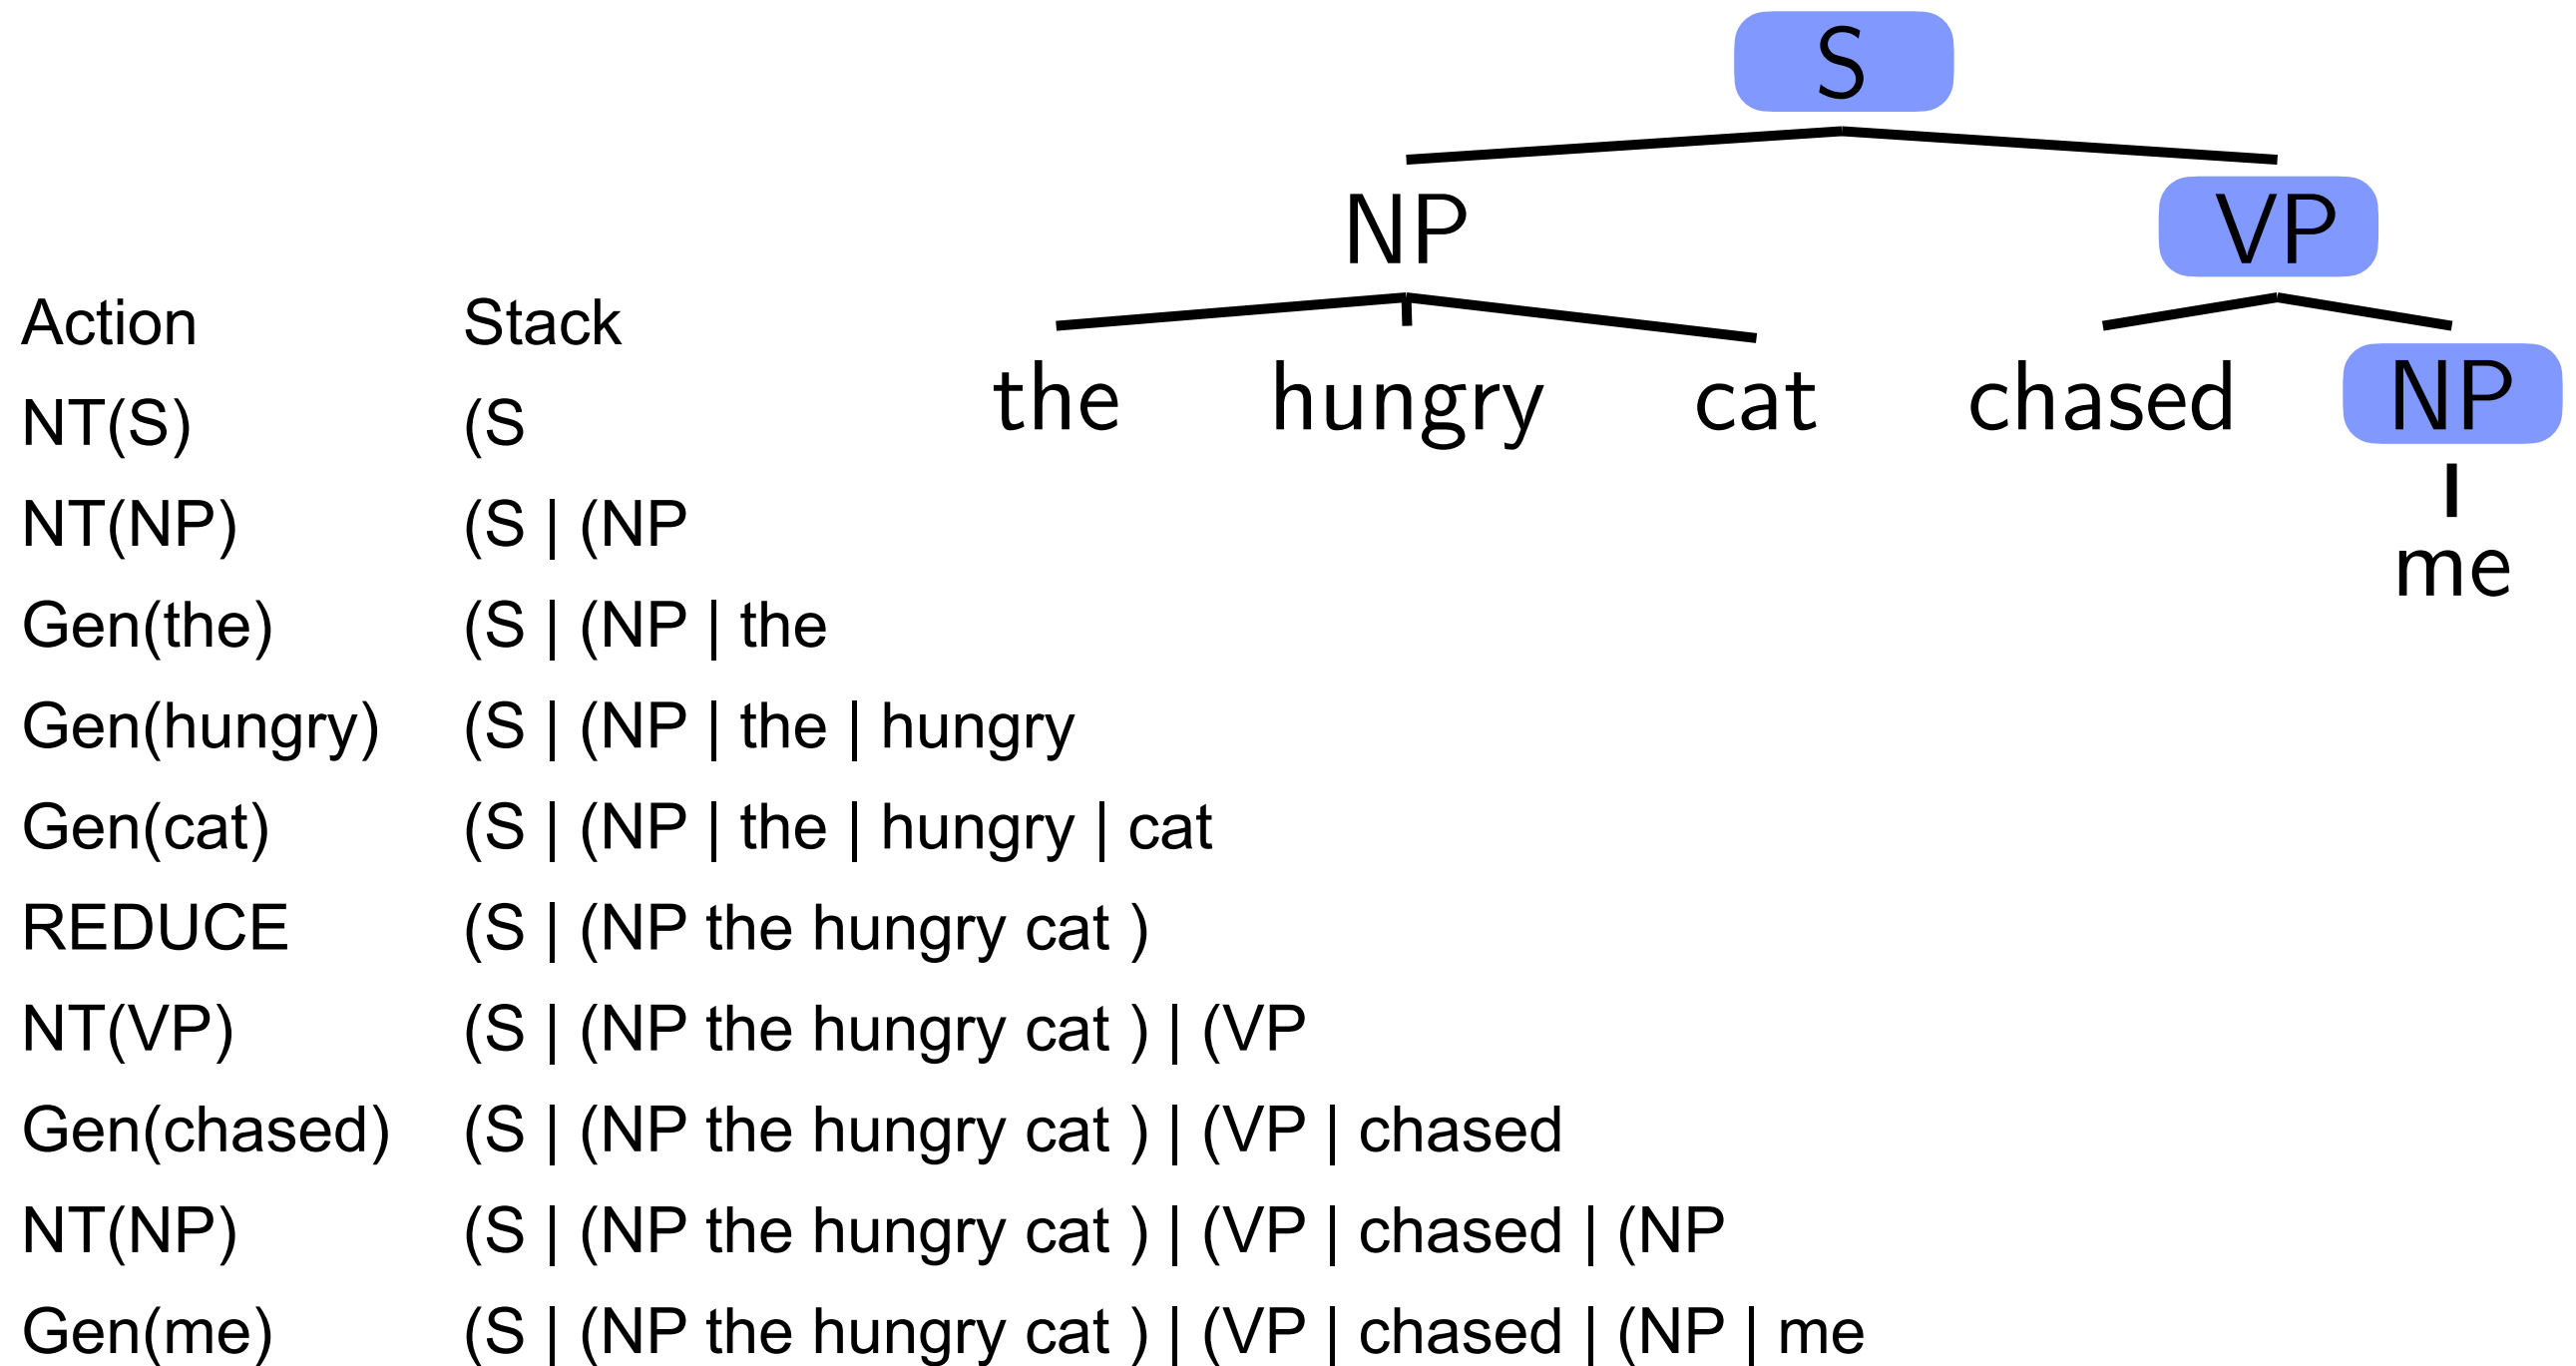 S
NP VP
the hungry cat chased NP
me
Action Stack
NT(S) (S
NT(NP) (S | (NP
Gen(the) (S | (NP | the
Gen(hungry) (S | (NP | the | hungry
Gen(cat) (S | (NP | the | hungry | cat
REDUCE (S | (NP the hungry cat )
NT(VP) (S | (NP the hungry cat ) | (VP
Gen(chased) (S | (NP the hungry cat ) | (VP | chased
NT(NP) (S | (NP the hungry cat ) | (VP | chased | (NP
Gen(me) (S | (NP the hungry cat ) | (VP | chased | (NP | me